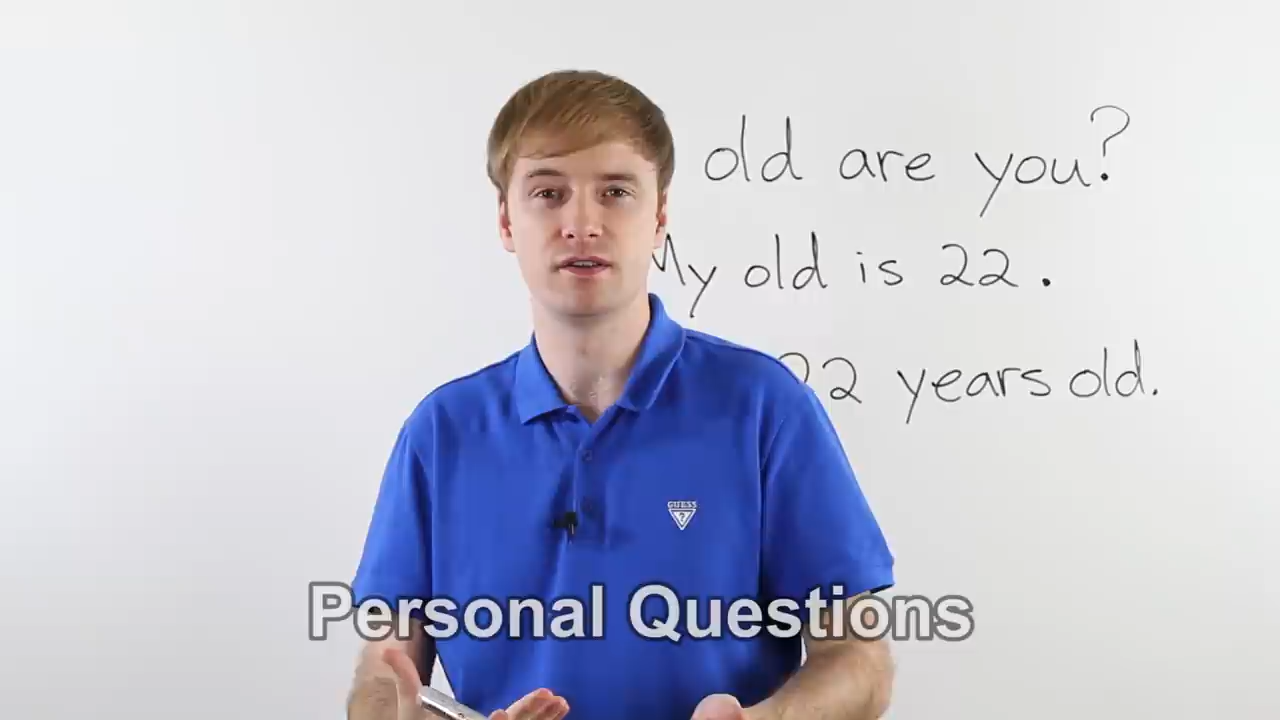 old are you?
My old is 22.
22 years old.
GUESS
?
Personal Questions